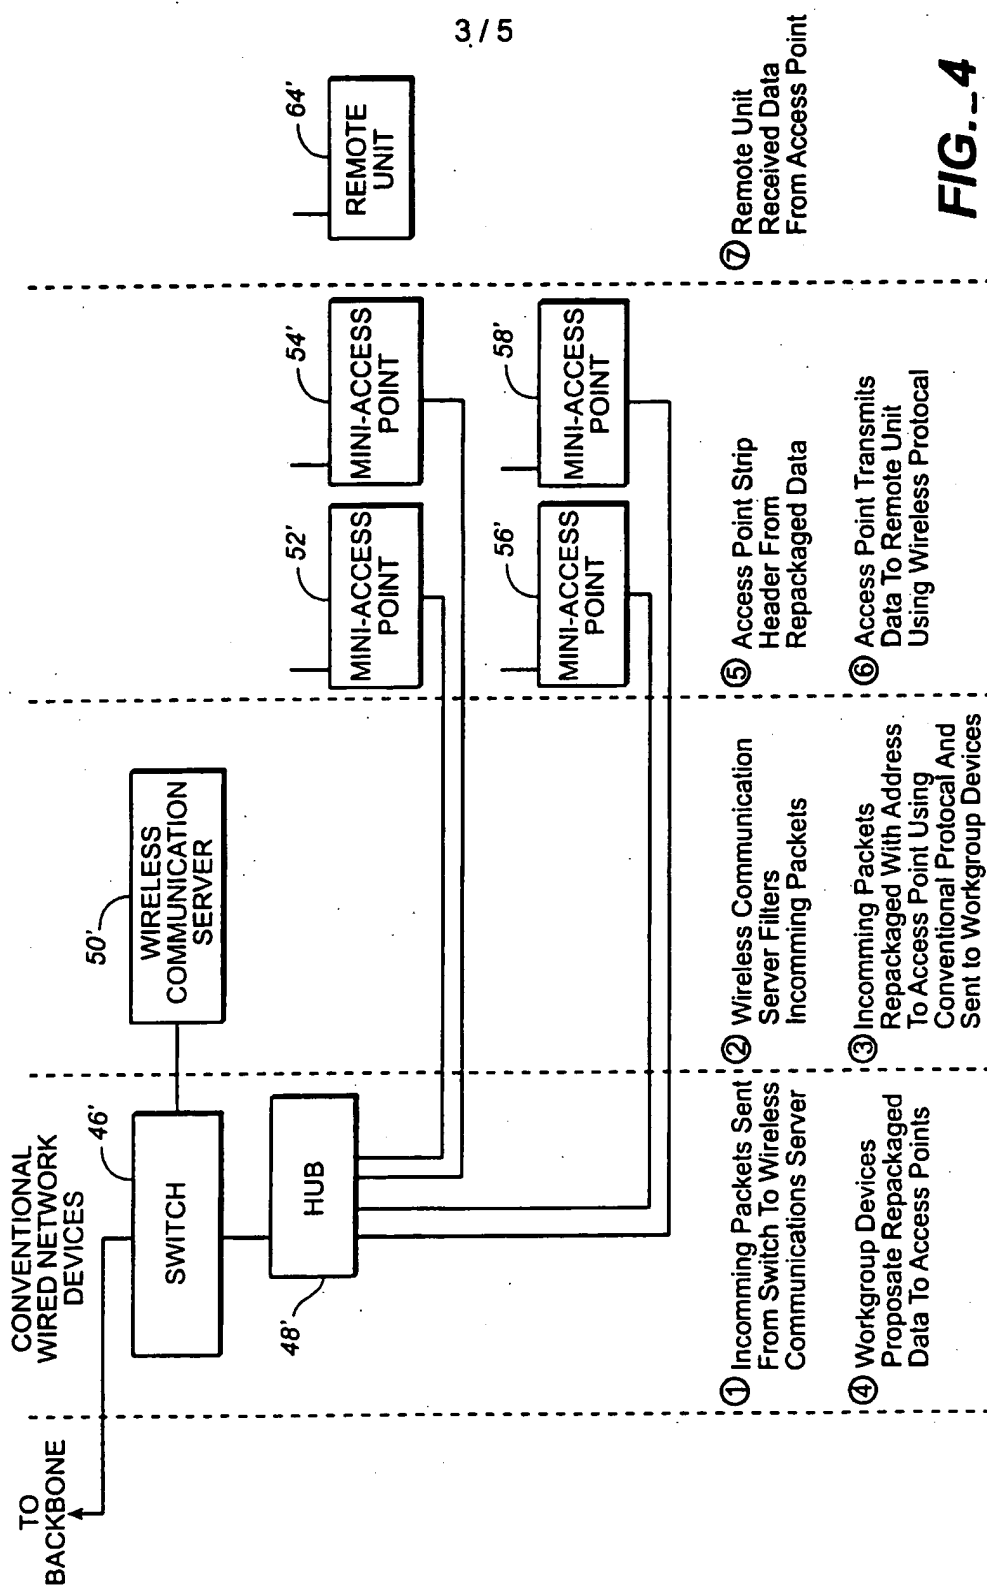 3/5
TO
BACKBONE
CONVENTIONAL
WIRED NETWORK
DEVICES
46'
SWITCH
48'
HUB
50'
WIRELESS
COMMUNICATION
SERVER
52'
MINI-ACCESS
POINT
54'
MINI-ACCESS
POINT
56'
MINI-ACCESS
POINT
58'
MINI-ACCESS
POINT
64'
REMOTE
UNIT
① Incomming Packets Sent
From Switch To Wireless
Communications Server
② Wireless Communication
Server Filters
Incomming Packets
③ Incomming Packets
Repackaged With Address
To Access Point Using
Conventional Protocal And
Sent to Workgroup Devices
④ Workgroup Devices
Proposate Repackaged
Data To Access Points
⑤ Access Point Strip
Header From
Repackaged Data
⑥ Access Point Transmits
Data To Remote Unit
Using Wireless Protocal
⑦ Remote Unit
Received Data
From Access Point
FIG._4